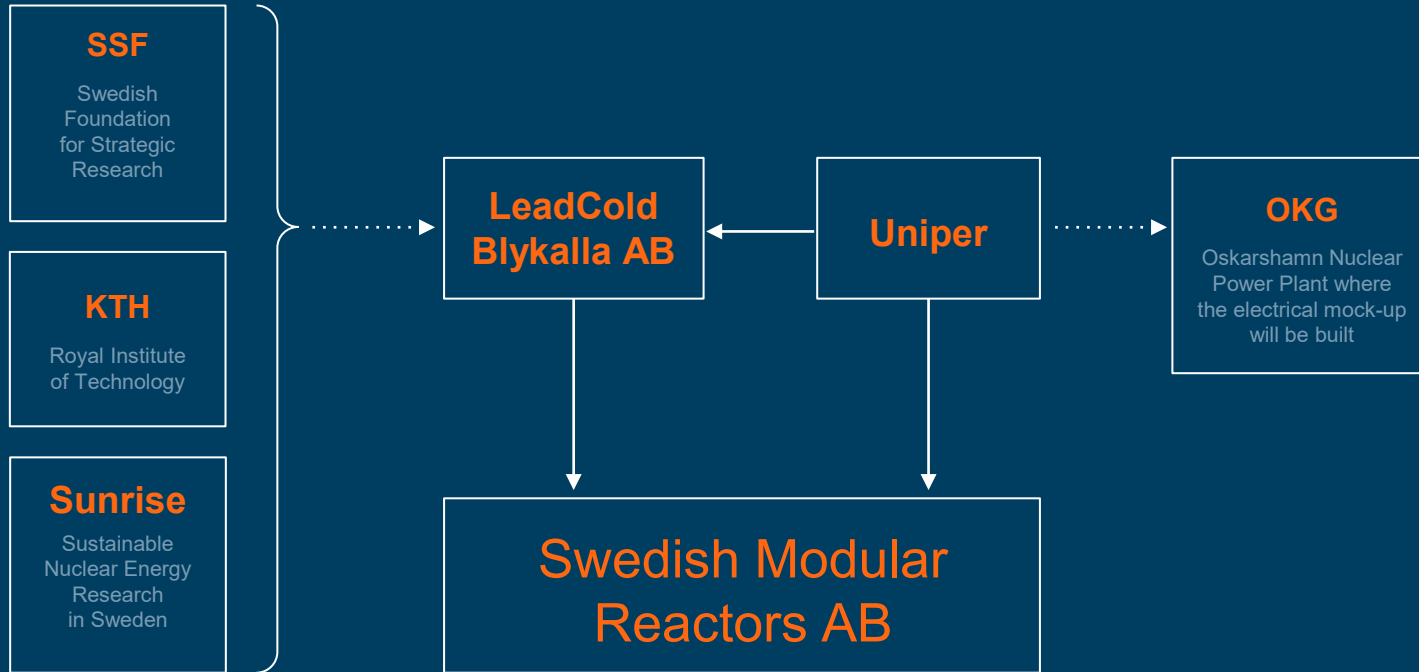 SSF
Swedish
Foundation
for Strategic
Research
KTH
Royal Institute
of Technology
Sunrise
Sustainable
Nuclear Energy
Research
in Sweden
LeadCold
Blykalla AB
Uniper
OKG
Oskarshamn Nuclear
Power Plant where
the electrical mock-up
will be built
Swedish Modular
Reactors AB